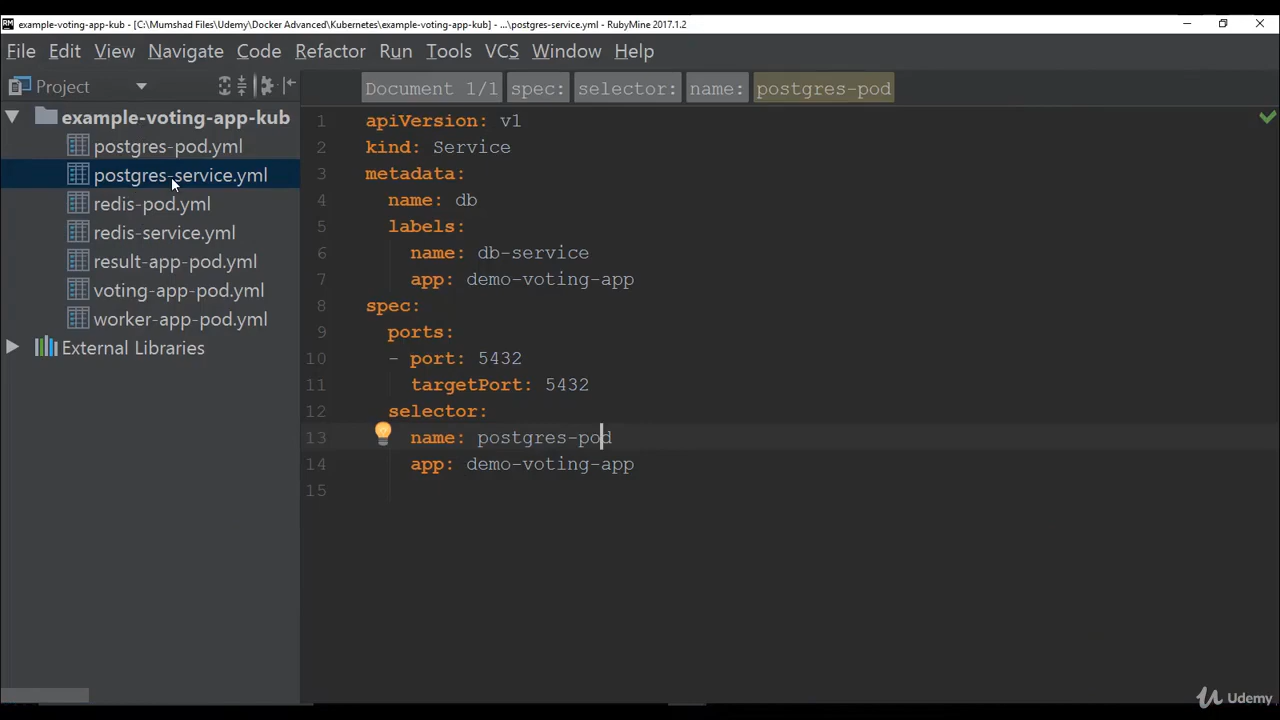 example-voting-app-kub - [C:\Mumshad Files\Udemy\Docker Advanced\Kubernetes\example-voting-app-kub] - ...\postgres-service.yml - RubyMine 2017.1.2
File Edit View Navigate Code Refactor Run Tools VCS Window Help
Project
Document 1/1 spec: selector: name: postgres-pod
example-voting-app-kub
postgres-pod.yml
postgres-service.yml
redis-pod.yml
redis-service.yml
result-app-pod.yml
voting-app-pod.yml
worker-app-pod.yml
External Libraries
1 apiVersion: v1
2 kind: Service
3 metadata:
4 name: db
5 labels:
6 name: db-service
7 app: demo-voting-app
8 spec:
9 ports:
10 - port: 5432
11 targetPort: 5432
12 selector:
13 name: postgres-pod
14 app: demo-voting-app
15
Udemy